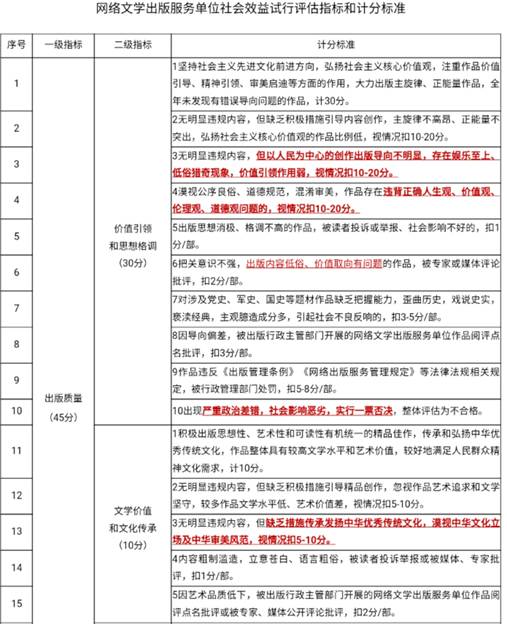 网络文学出版服务单位社会效益试行评估指标和计分标准
序号 一级指标 二级指标 计分标准
1
1坚持社会主义先进文化前进方向，弘扬社会主义核心价值观，注重作品价值
引导、精神引领、审美启迪等方面的作用，大力出版主旋律、正能量作品，全
年未发现有错误导向问题的作品，计30分。
2
2无明显违规内容，但缺乏积极措施引导内容创作，主旋律不高昂、正能量不
突出，弘扬社会主义核心价值观的作品比例低，视情况扣10-20分。
3
3无明显违规内容，但以人民为中心的创作出版导向不明显，存在娱乐至上、
低俗猎奇现象，价值引领作用弱，视情况扣10-20分。
4
4漠视公序良俗、道德规范，混淆审美，作品存在违背正确人生观、价值观、
伦理观、道德观问题的，视情况扣10-20分。
价值引领
和思想格调
（30分）
5
5出版思想消极、格调不高的作品，被读者投诉或举报、社会影响不好的，扣1
分/部。
6
6把关意识不强，出版内容低俗、价值取向有问题的作品，被专家或媒体评论
批评，扣2分/部。
7
7对涉及党史、军史、国史等题材作品缺乏把握能力，歪曲历史，戏说史实，
亵渎经典，主观臆造成分多，引起社会不良反响的，扣3-5分/部。
8
8因导向偏差，被出版行政主管部门开展的网络文学出版服务单位作品阅评点
名批评，扣3分/部。
9
9作品违反《出版管理条例》《网络出版服务管理规定》等法律法规相关规
定，被行政管理部门处罚，扣5-8分/部。
出版质量
（45分）
10
10出现严重政治差错，社会影响恶劣，实行一票否决，整体评估为不合格。
11
1积极出版思想性、艺术性和可读性有机统一的精品佳作，传承和弘扬中华优
秀传统文化，作品整体具有较高文学水平和艺术价值，较好地满足人民群众精
神文化需求，计10分。
12
2无明显违规内容，但缺乏积极措施引导精品创作，忽视作品艺术追求和文学
坚守，较多作品文学水平低、艺术价值差，视情况扣5-10分。
文学价值
和文化传承
（10分）
13
3无明显违规内容，但缺乏措施传承发扬中华优秀传统文化，漠视中华文化立
场及中华审美风范，视情况扣5-10分。
14
4内容粗制滥造，立意苍白、语言粗俗，被读者投诉举报或被媒体、专家批
评，扣1分/部。
15
5因艺术品质低下，被出版行政主管部门开展的网络文学出版服务单位作品阅
评点名批评或被专家、媒体公开评论批评，扣2分/部。